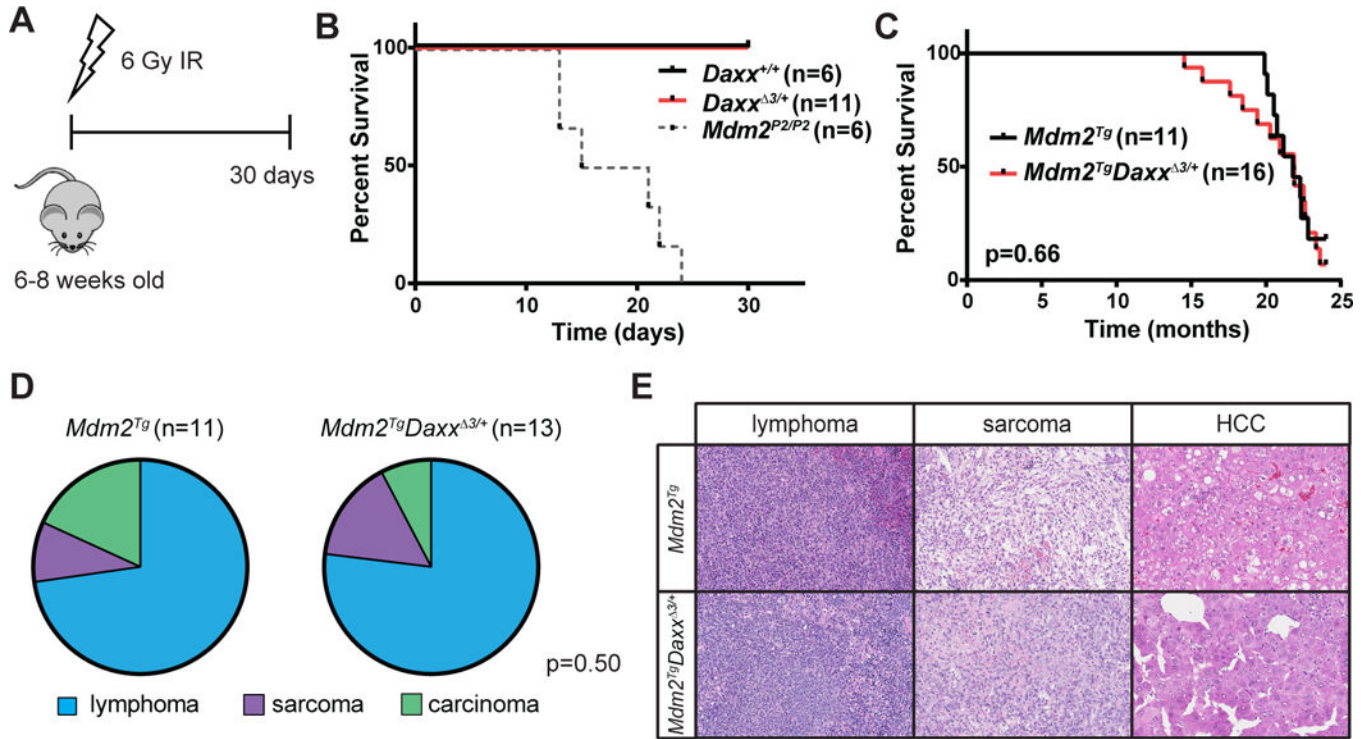 A
6 Gy IR
30 days
6-8 weeks old
B
Percent Survival
100
50
0
0 10 20 30
Time (days)
Daxx+/+ (n=6)
DaxxΔ3/+ (n=11)
Mdm2P2/P2 (n=6)
C
Percent Survival
100
50
0
0 5 10 15 20 25
Time (months)
Mdm2Tg (n=11)
Mdm2TgDaxxΔ3/+ (n=16)
p=0.66
D
Mdm2Tg (n=11)
Mdm2TgDaxxΔ3/+ (n=13)
p=0.50
lymphoma sarcoma carcinoma
E
lymphoma sarcoma HCC
Mdm2Tg
Mdm2TgDaxxΔ3/+